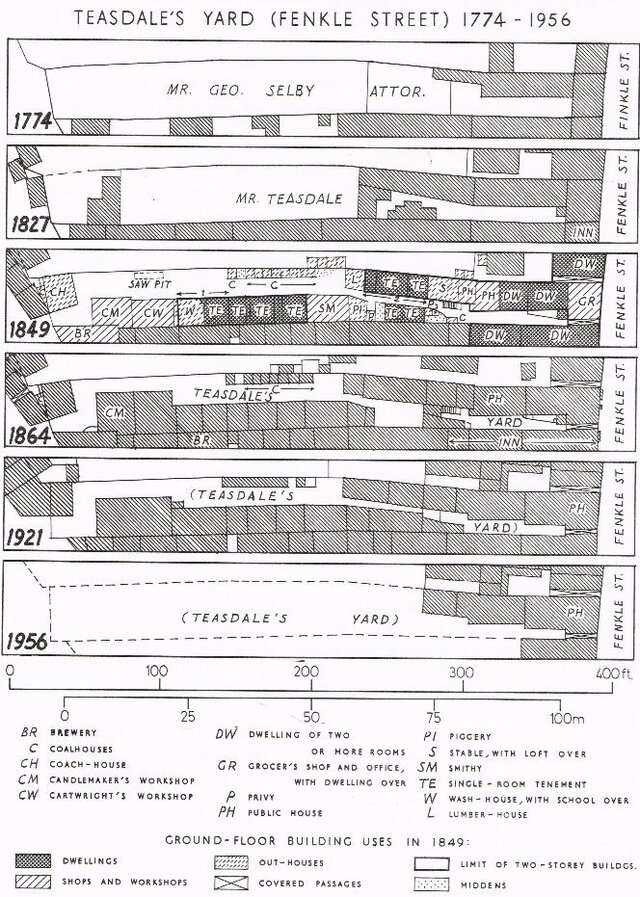 TEASDALE'S YARD (FENKLE STREET) 1774 - 1956
MR. GEO. SELBY ATTOR.
FINKLE ST.
1774
MR. TEASDALE
INN
FENKLE ST.
1827
SAW PIT
C C
DW
TE TE S PH PH DW DW GR
1 2
CM CW W TE TE TE TE SM PI P TE TE P C
BR DW DW
FENKLE ST.
1849
TEASDALE'S C
PH
CM YARD
BR INN
FENKLE ST.
1864
(TEASDALE'S
PH
YARD)
FENKLE ST.
1921
(TEASDALE'S YARD)
PH
FENKLE ST.
1956
0 100 200 300 400 ft.
0 25 50 75 100m
BR BREWERY
C COALHOUSES
CH COACH-HOUSE
CM CANDLEMAKER'S WORKSHOP
CW CARTWRIGHT'S WORKSHOP
DW DWELLING OF TWO
OR MORE ROOMS
GR GROCER'S SHOP AND OFFICE,
WITH DWELLING OVER
P PRIVY
PH PUBLIC HOUSE
PI PIGGERY
S STABLE, WITH LOFT OVER
SM SMITHY
TE SINGLE-ROOM TENEMENT
W WASH-HOUSE, WITH SCHOOL OVER
L LUMBER-HOUSE
GROUND-FLOOR BUILDING USES IN 1849:
DWELLINGS
SHOPS AND WORKSHOPS
OUT-HOUSES
COVERED PASSAGES
LIMIT OF TWO-STOREY BUILDGS.
MIDDENS